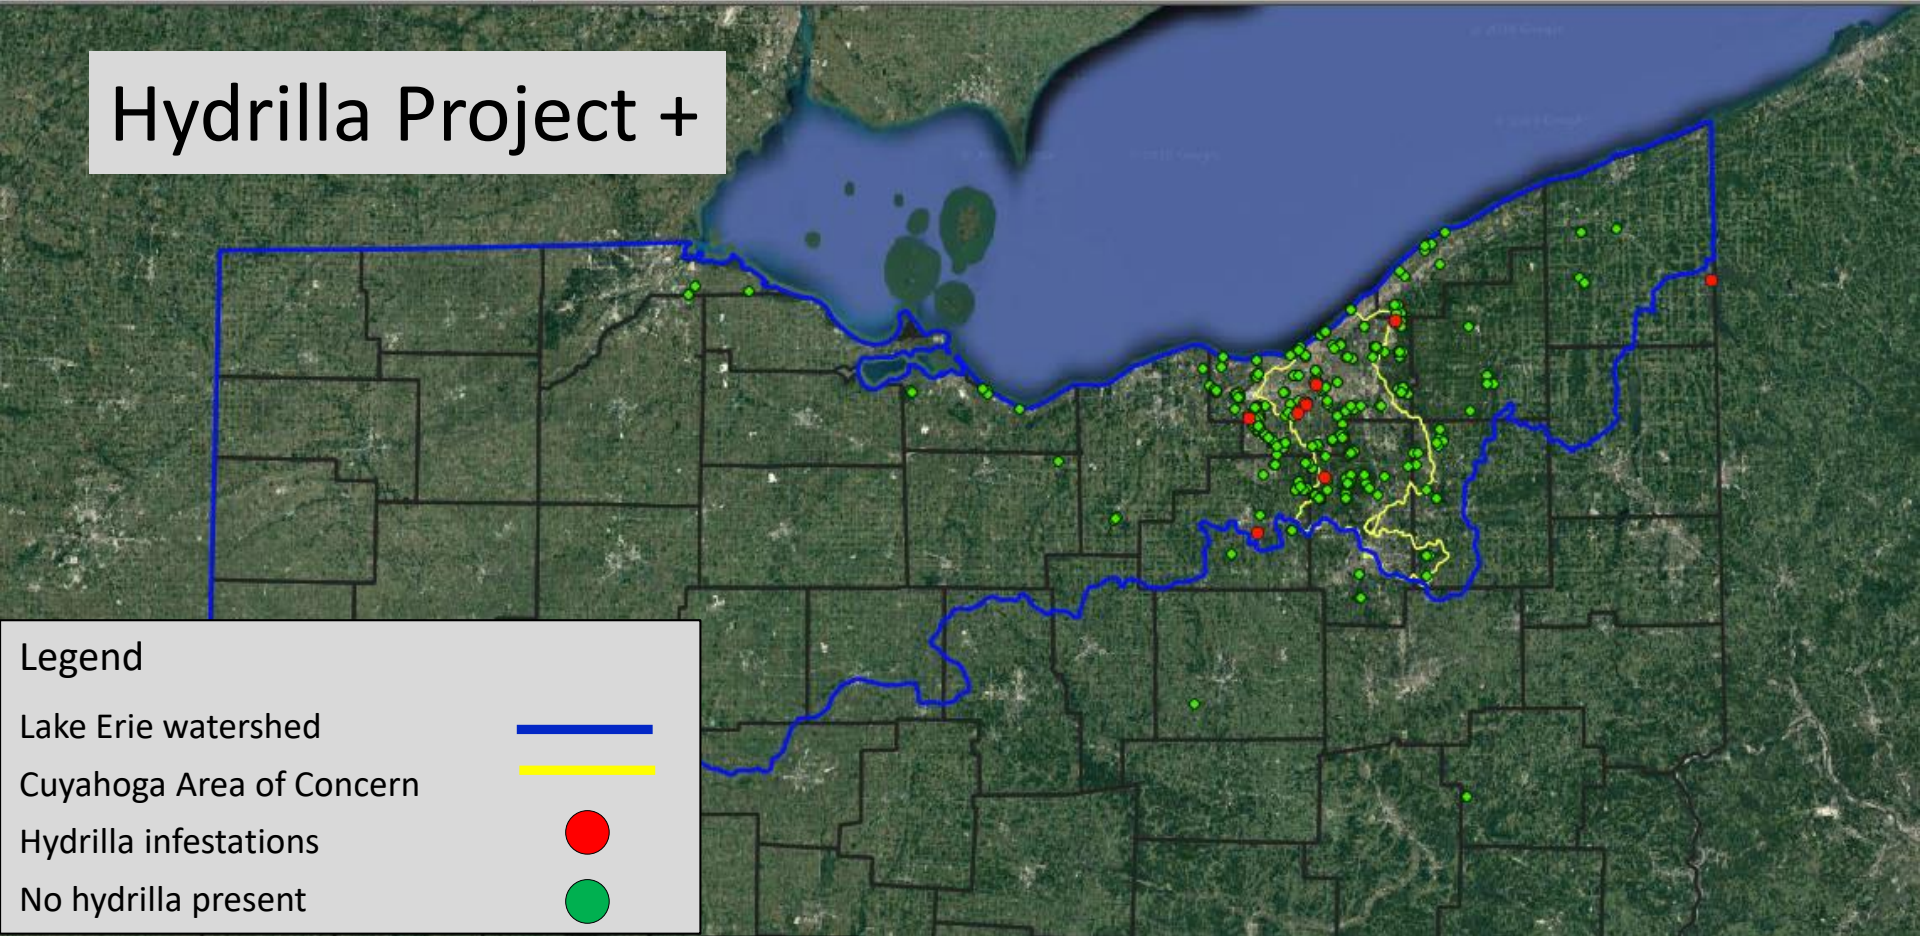 Hydrilla Project +
Legend
Lake Erie watershed
Cuyahoga Area of Concern
Hydrilla infestations
No hydrilla present